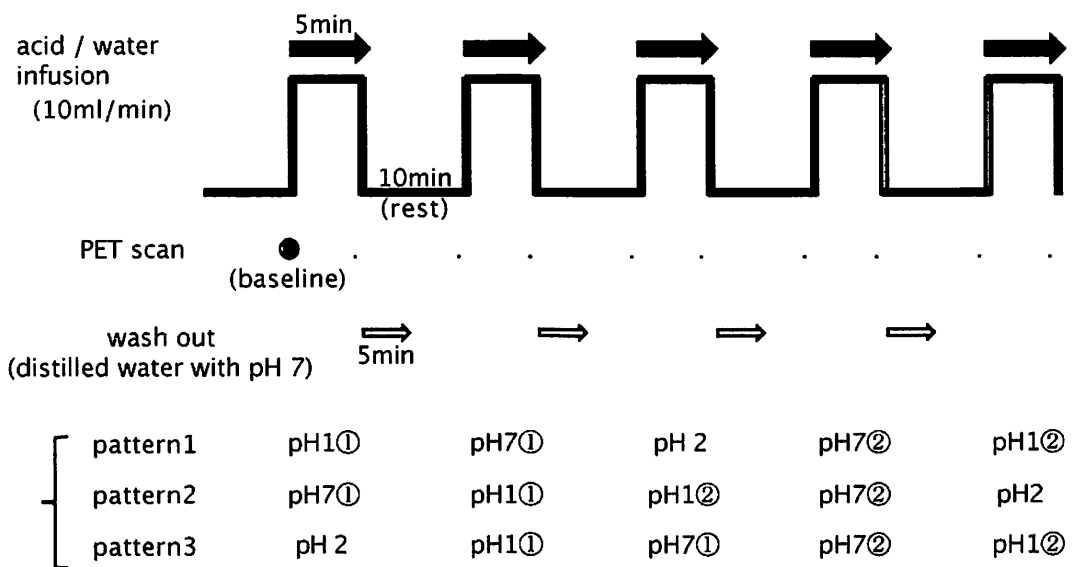 5min
acid / water
infusion
(10ml/min)
10min
(rest)
PET scan
(baseline)
wash out
(distilled water with pH 7)
5min
pattern1 pH1① pH7① pH 2 pH7② pH1②
pattern2 pH7① pH1① pH1② pH7② pH2
pattern3 pH 2 pH1① pH7① pH7② pH1②